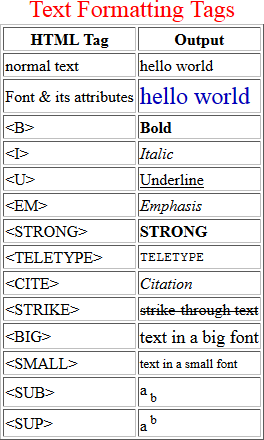 Text Formatting Tags
HTML Tag Output
normal text hello world
Font & its attributes hello world
<B> Bold
<I> Italic
<U> Underline
<EM> Emphasis
<STRONG> STRONG
<TELETYPE> TELETYPE
<CITE> Citation
<STRIKE> strike-through text
<BIG> text in a big font
<SMALL> text in a small font
<SUB> a b
<SUP> a b